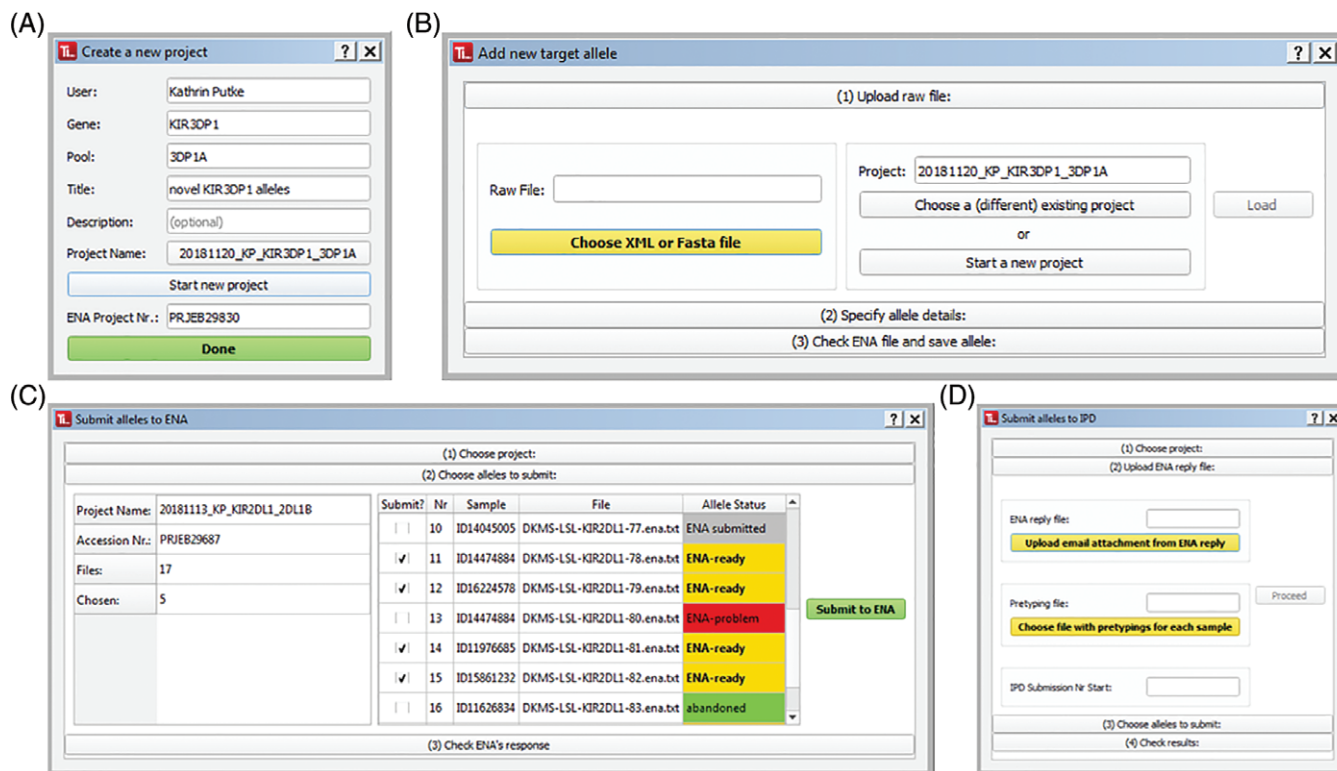 (A)
TL Create a new project ? X
User: Kathrin Putke
Gene: KIR3DP1
Pool: 3DP1A
Title: novel KIR3DP1 alleles
Description: (optional)
Project Name: 20181120_KP_KIR3DP1_3DP1A
Start new project
ENA Project Nr.: PRJEB29830
Done
(B)
TL Add new target allele ? X
(1) Upload raw file:
Raw File:
Choose XML or Fasta file
Project: 20181120_KP_KIR3DP1_3DP1A
Choose a (different) existing project
or
Start a new project
Load
(2) Specify allele details:
(3) Check ENA file and save allele:
(C)
TL Submit alleles to ENA ? X
(1) Choose project:
(2) Choose alleles to submit:
Project Name: 20181113_KP_KIR2DL1_2DL1B
Accession Nr.: PRJEB29687
Files: 17
Chosen: 5
Submit? Nr Sample File Allele Status
10 ID14045005 DKMS-LSL-KIR2DL1-77.ena.txt ENA submitted
11 ID14474884 DKMS-LSL-KIR2DL1-78.ena.txt ENA-ready
12 ID16224578 DKMS-LSL-KIR2DL1-79.ena.txt ENA-ready
13 ID14474884 DKMS-LSL-KIR2DL1-80.ena.txt ENA-problem
14 ID11976685 DKMS-LSL-KIR2DL1-81.ena.txt ENA-ready
15 ID15861232 DKMS-LSL-KIR2DL1-82.ena.txt ENA-ready
16 ID11626834 DKMS-LSL-KIR2DL1-83.ena.txt abandoned
Submit to ENA
(3) Check ENA's response
(D)
TL Submit alleles to IPD ? X
(1) Choose project:
(2) Upload ENA reply file:
ENA reply file:
Upload email attachment from ENA reply
Pretyping file:
Choose file with pretypings for each sample
Proceed
IPD Submission Nr Start:
(3) Choose alleles to submit:
(4) Check results: